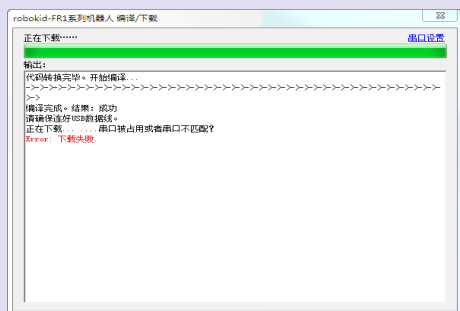 robokid-FR1系列机器人 编译/下载
正在下载······
串口设置
输出:
代码转换完毕。开始编译...
->->->->->->->->->->->->->->->->->->->->->->->->->->->->->->->->->->-
>->
编译完成。结果: 成功
请确保连好USB数据线。
正在下载... ....串口被占用或者串口不匹配?
Error: 下载失败.